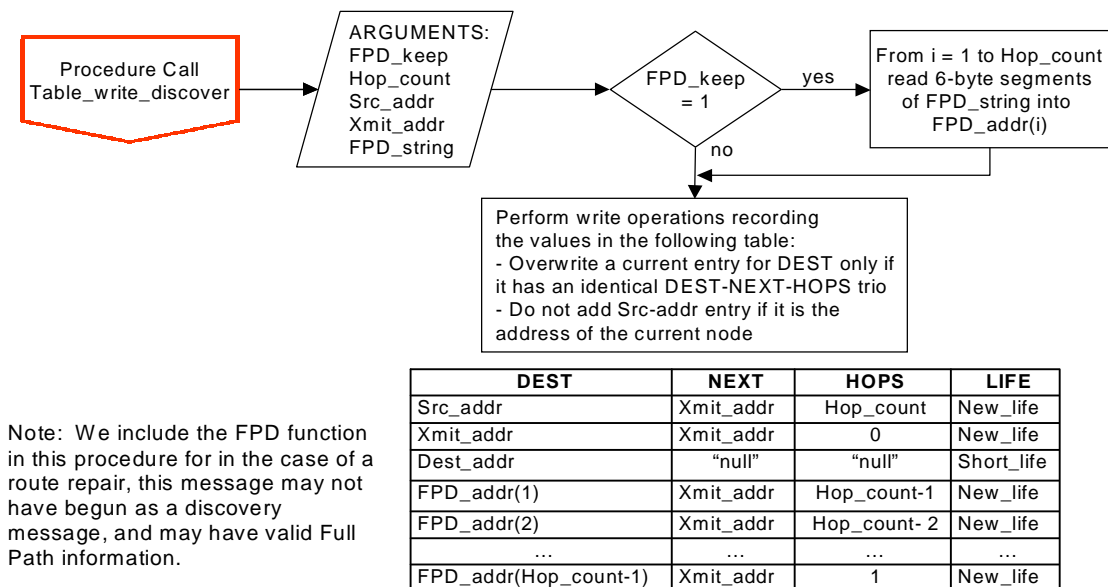 Procedure Call
Table_write_discover
ARGUMENTS:
FPD_keep
Hop_count
Src_addr
Xmit_addr
FPD_string
FPD_keep
= 1
yes
no
From i = 1 to Hop_count
read 6-byte segments
of FPD_string into
FPD_addr(i)
Perform write operations recording
the values in the following table:
- Overwrite a current entry for DEST only if
it has an identical DEST-NEXT-HOPS trio
- Do not add Src-addr entry if it is the
address of the current node
DEST NEXT HOPS LIFE
Src_addr Xmit_addr Hop_count New_life
Xmit_addr Xmit_addr 0 New_life
Dest_addr “null” “null” Short_life
FPD_addr(1) Xmit_addr Hop_count-1 New_life
FPD_addr(2) Xmit_addr Hop_count- 2 New_life
... ... ... ...
FPD_addr(Hop_count-1) Xmit_addr 1 New_life
Note: We include the FPD function
in this procedure for in the case of a
route repair, this message may not
have begun as a discovery
message, and may have valid Full
Path information.